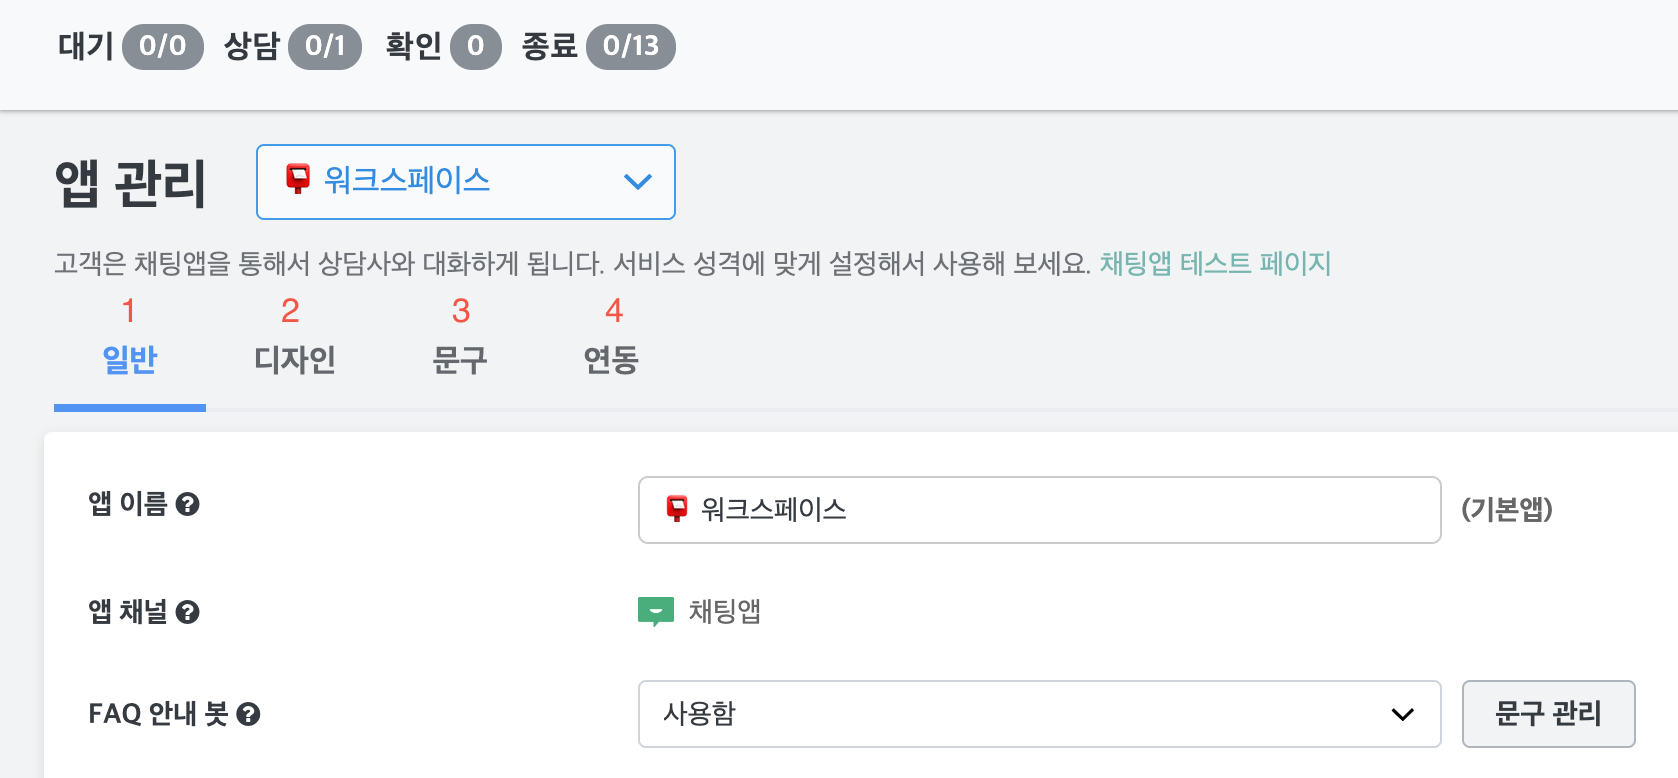 대기 0/0 상담 0/1 확인 0 종료 0/13
앱 관리 워크스페이스
고객은 채팅앱을 통해서 상담사와 대화하게 됩니다. 서비스 성격에 맞게 설정해서 사용해 보세요. 채팅앱 테스트 페이지
1 2 3 4
일반 디자인 문구 연동
앱 이름 ? 워크스페이스 (기본앱)
앱 채널 ? 채팅앱
FAQ 안내 봇 ? 사용함 문구 관리